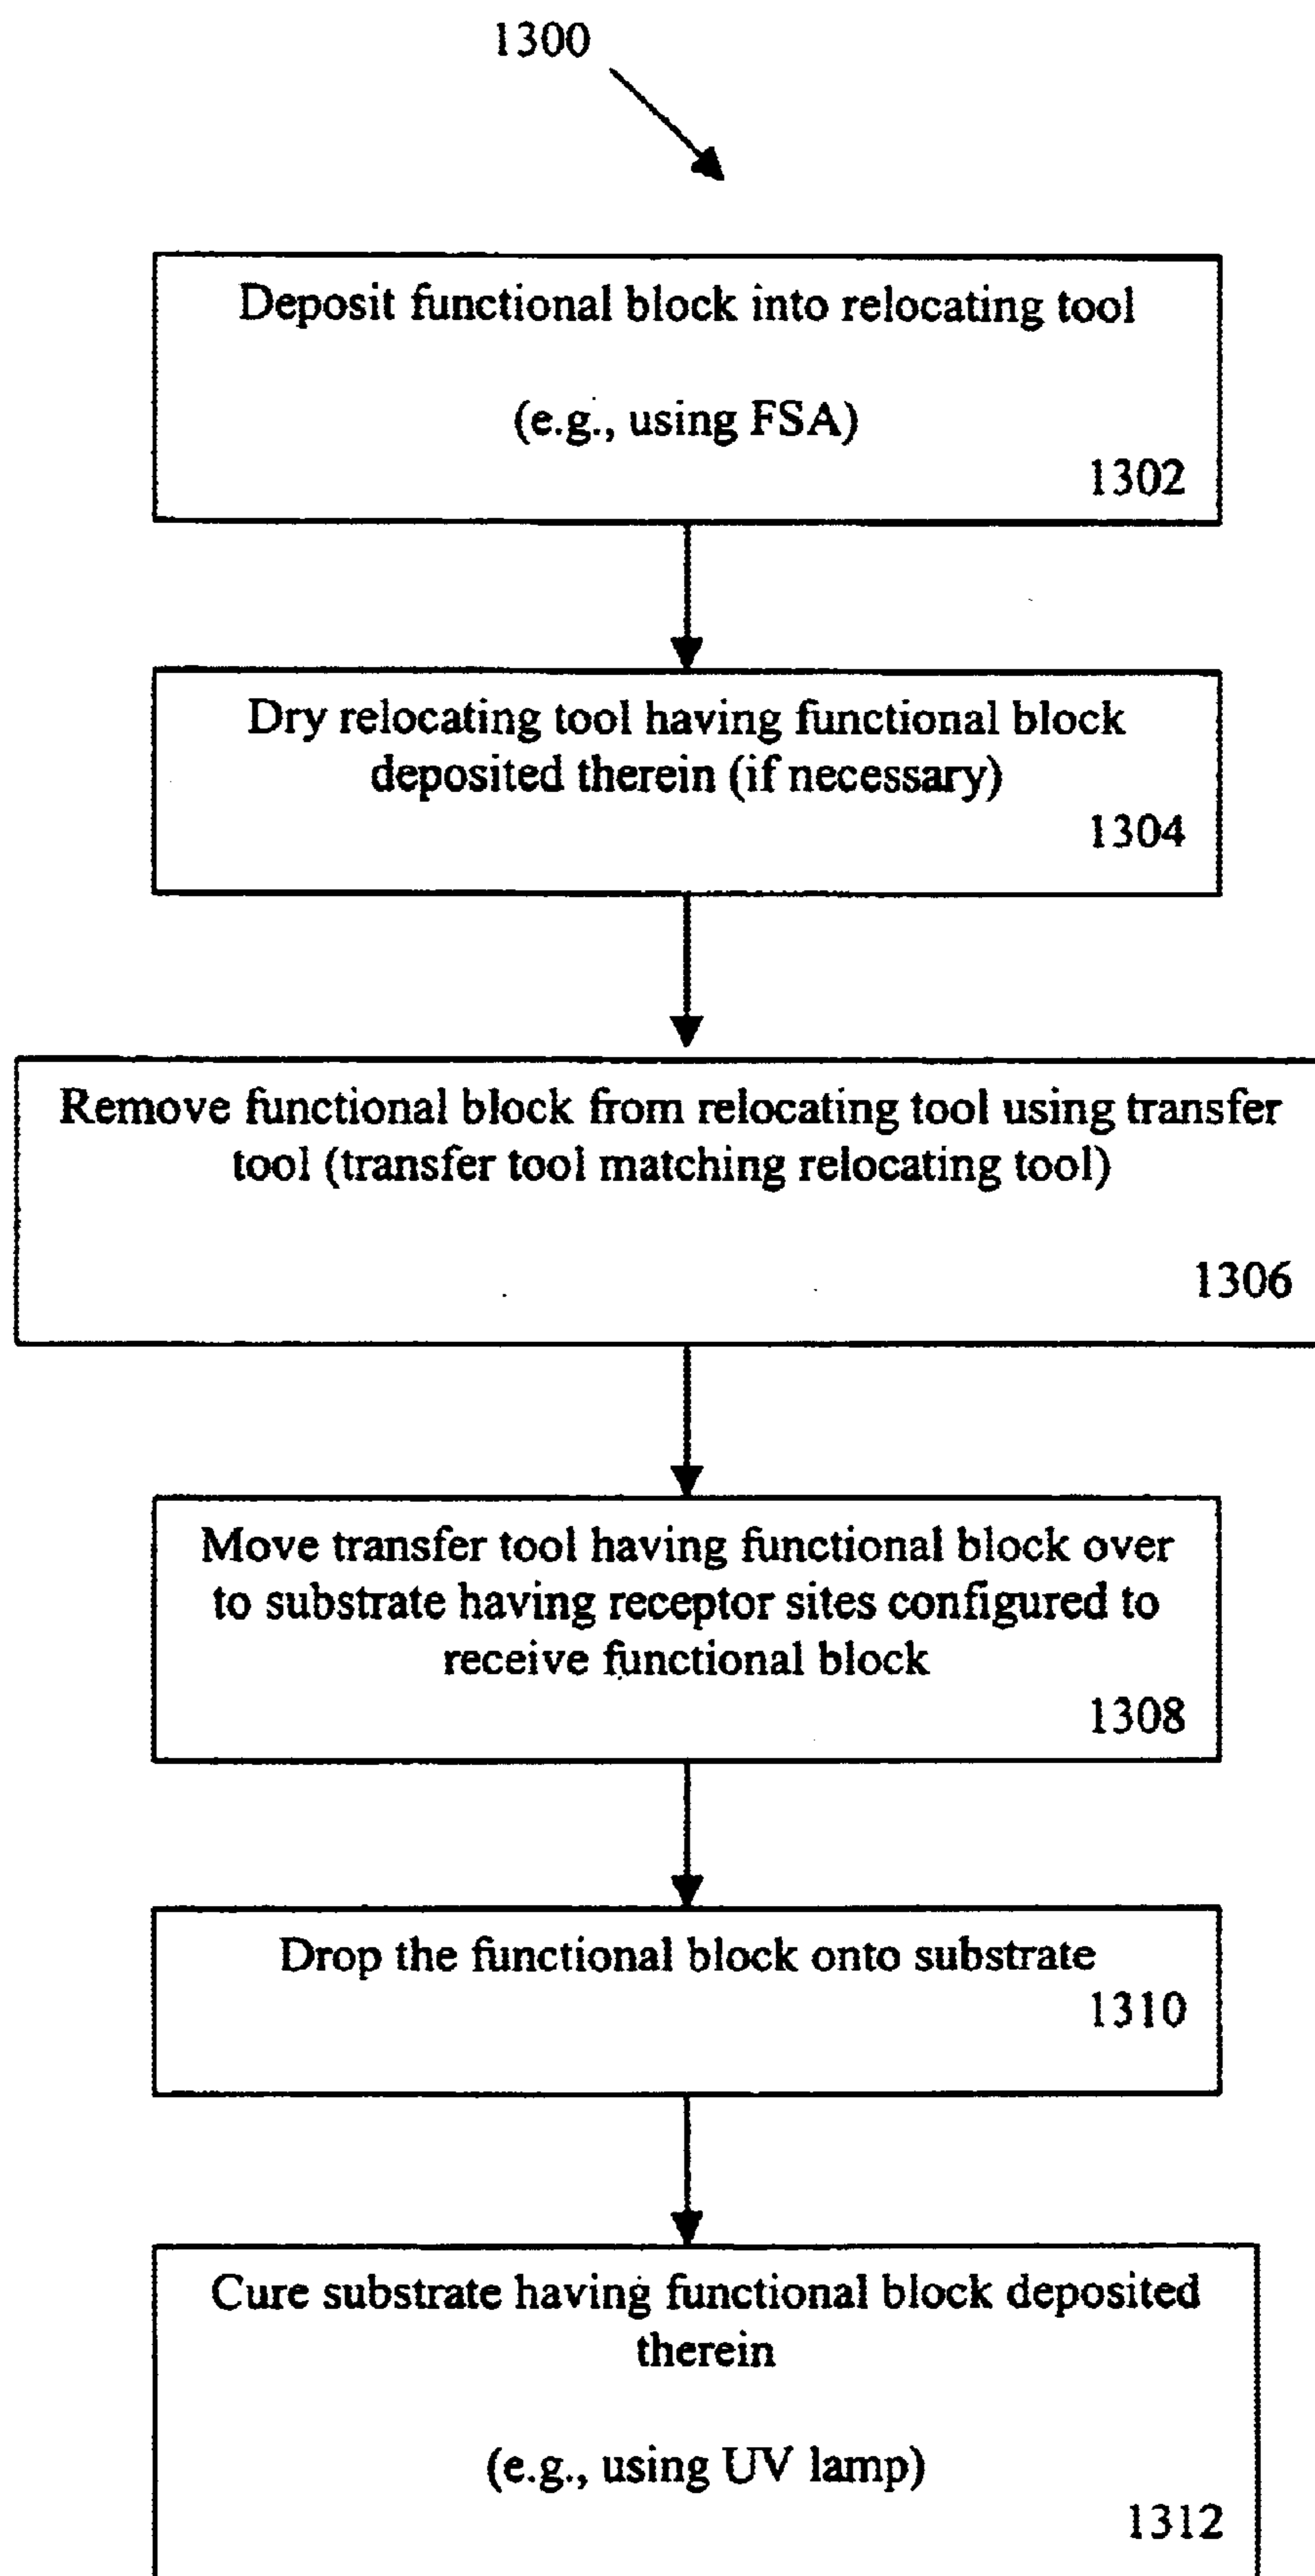 1300
Deposit functional block into relocating tool
(e.g., using FSA)
1302
Dry relocating tool having functional block
deposited therein (if necessary)
1304
Remove functional block from relocating tool using transfer
tool (transfer tool matching relocating tool)
1306
Move transfer tool having functional block over
to substrate having receptor sites configured to
receive functional block
1308
Drop the functional block onto substrate
1310
Cure substrate having functional block deposited
therein
(e.g., using UV lamp)
1312